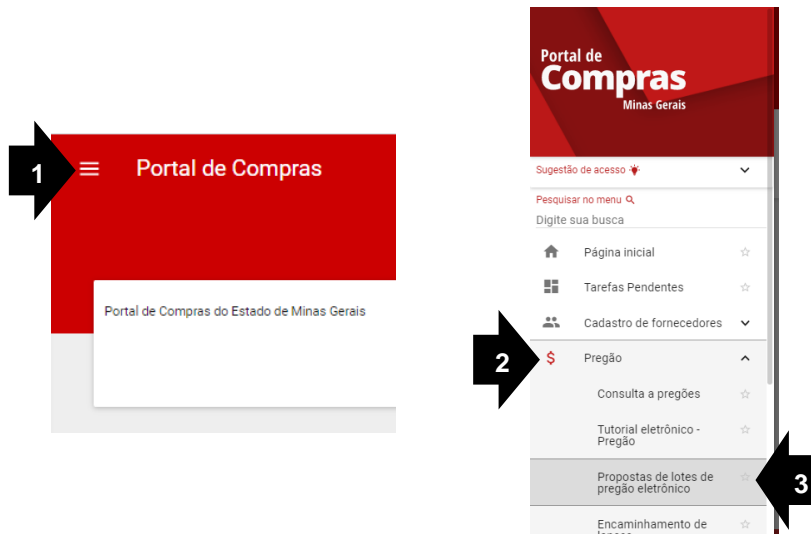 1
Portal de Compras
Portal de Compras do Estado de Minas Gerais
Portal de
Compras
Minas Gerais
Sugestão de acesso
Pesquisar no menu
Digite sua busca
Página inicial
Tarefas Pendentes
Cadastro de fornecedores
2
$ Pregão
Consulta a pregões
Tutorial eletrônico -
Pregão
Propostas de lotes de
pregão eletrônico
3
Encaminhamento de